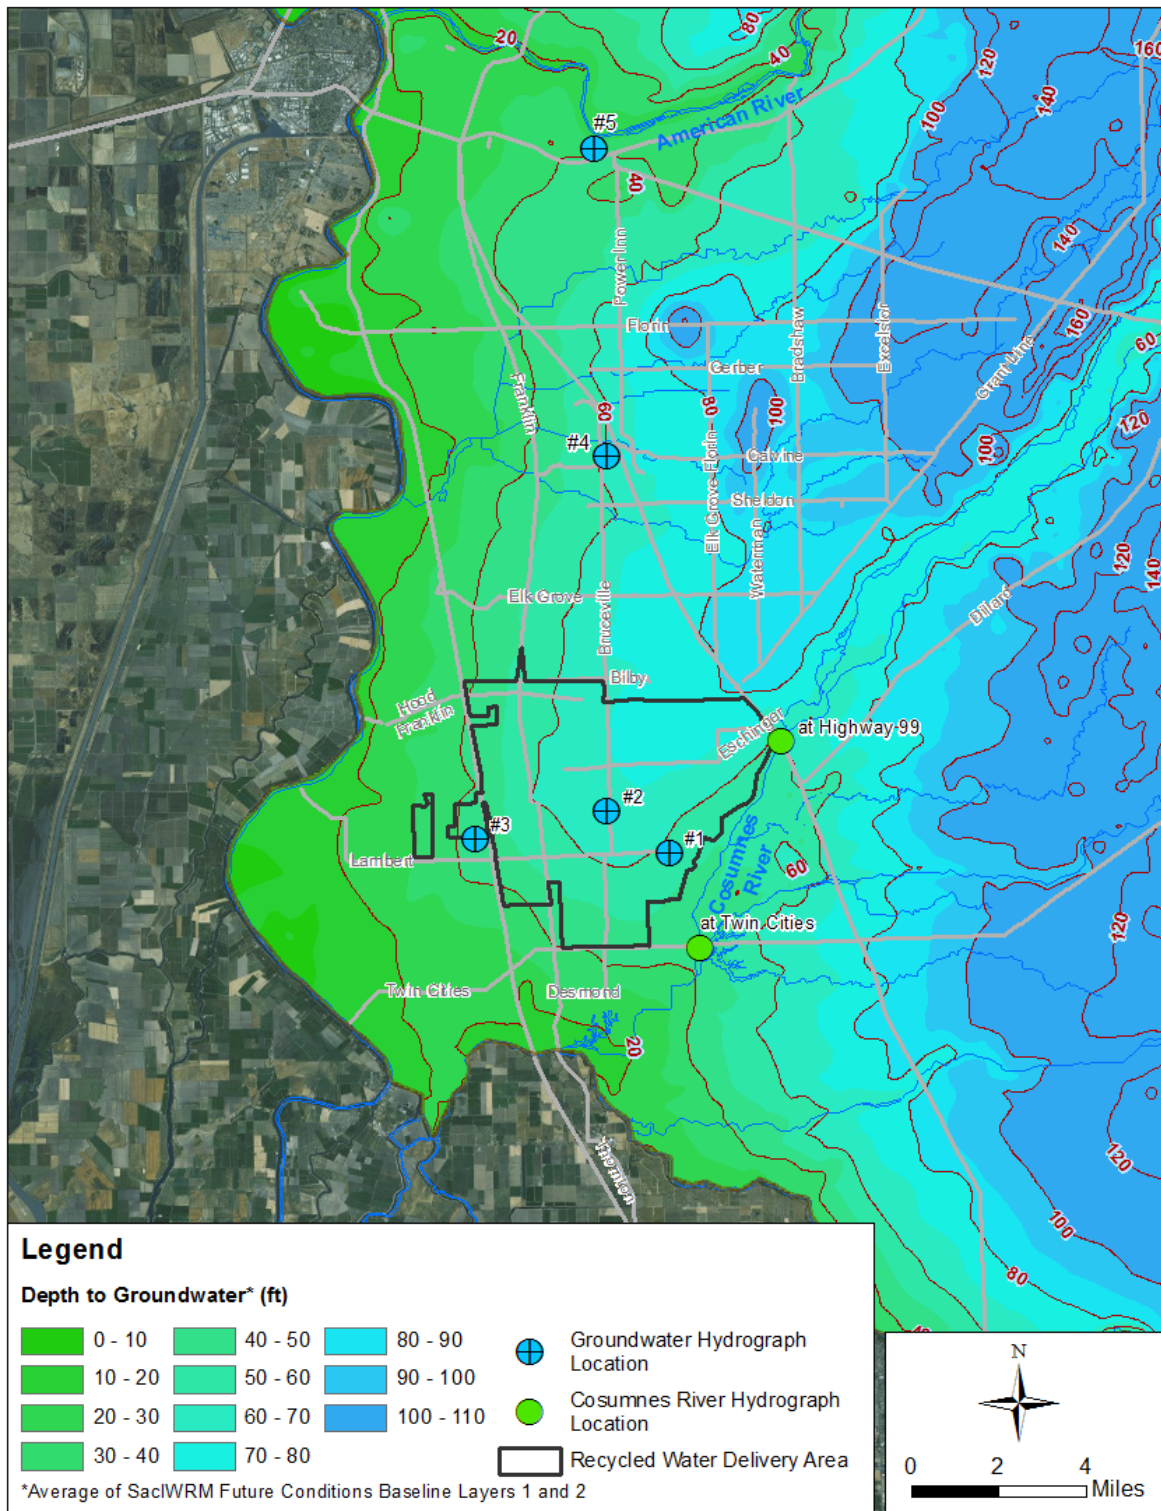 20
80
40
120
160
140
100
American River
#5
40
Power Inn
140
Florin
Gerber
Bradshaw
Excelsior
160
60
Grant Line
Franklin
60
80
100
120
100
#4
Calvine
Sheldon
Elk Grove-Florin
Waterman
120
140
Elk Grove
Bruceville
Dillard
Bilby
Hood
Franklin
Eschinger
at Highway 99
#2
#3
#1
Lambert
Cosumnes
River
60
at Twin Cities
120
Twin Cities
Desmond
20
Thornton
120
100
80
40
Legend
Depth to Groundwater* (ft)
0 - 10
10 - 20
20 - 30
30 - 40
40 - 50
50 - 60
60 - 70
70 - 80
80 - 90
90 - 100
100 - 110
Groundwater Hydrograph
Location
Cosumnes River Hydrograph
Location
Recycled Water Delivery Area
*Average of SacIWRM Future Conditions Baseline Layers 1 and 2
N
0 2 4
Miles